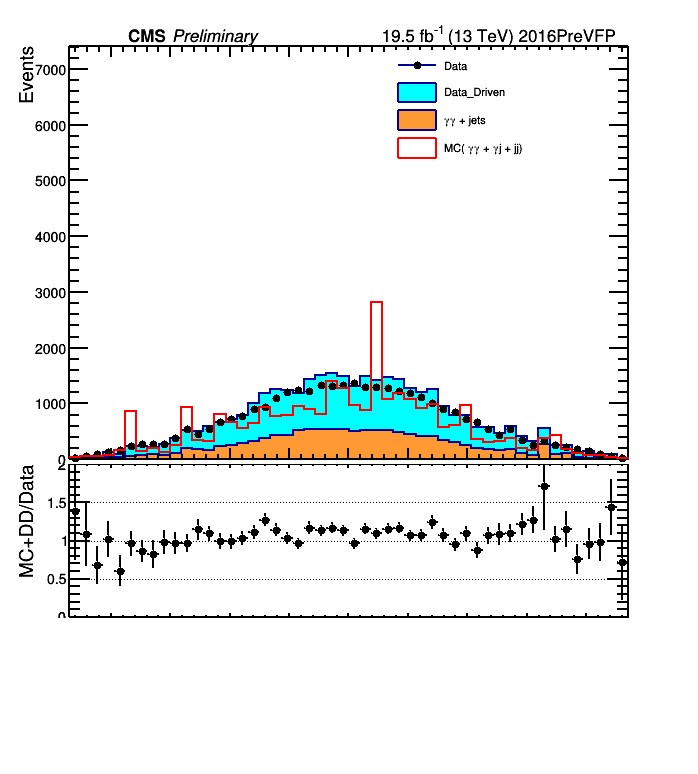 CMS Preliminary 19.5 fb-1 (13 TeV) 2016PreVFP
Events
7000
6000
5000
4000
3000
2000
1000
0
Data
Data_Driven
γγ + jets
MC( γγ + γj + jj)
MC+DD/Data
2
1.5
1
0.5
0